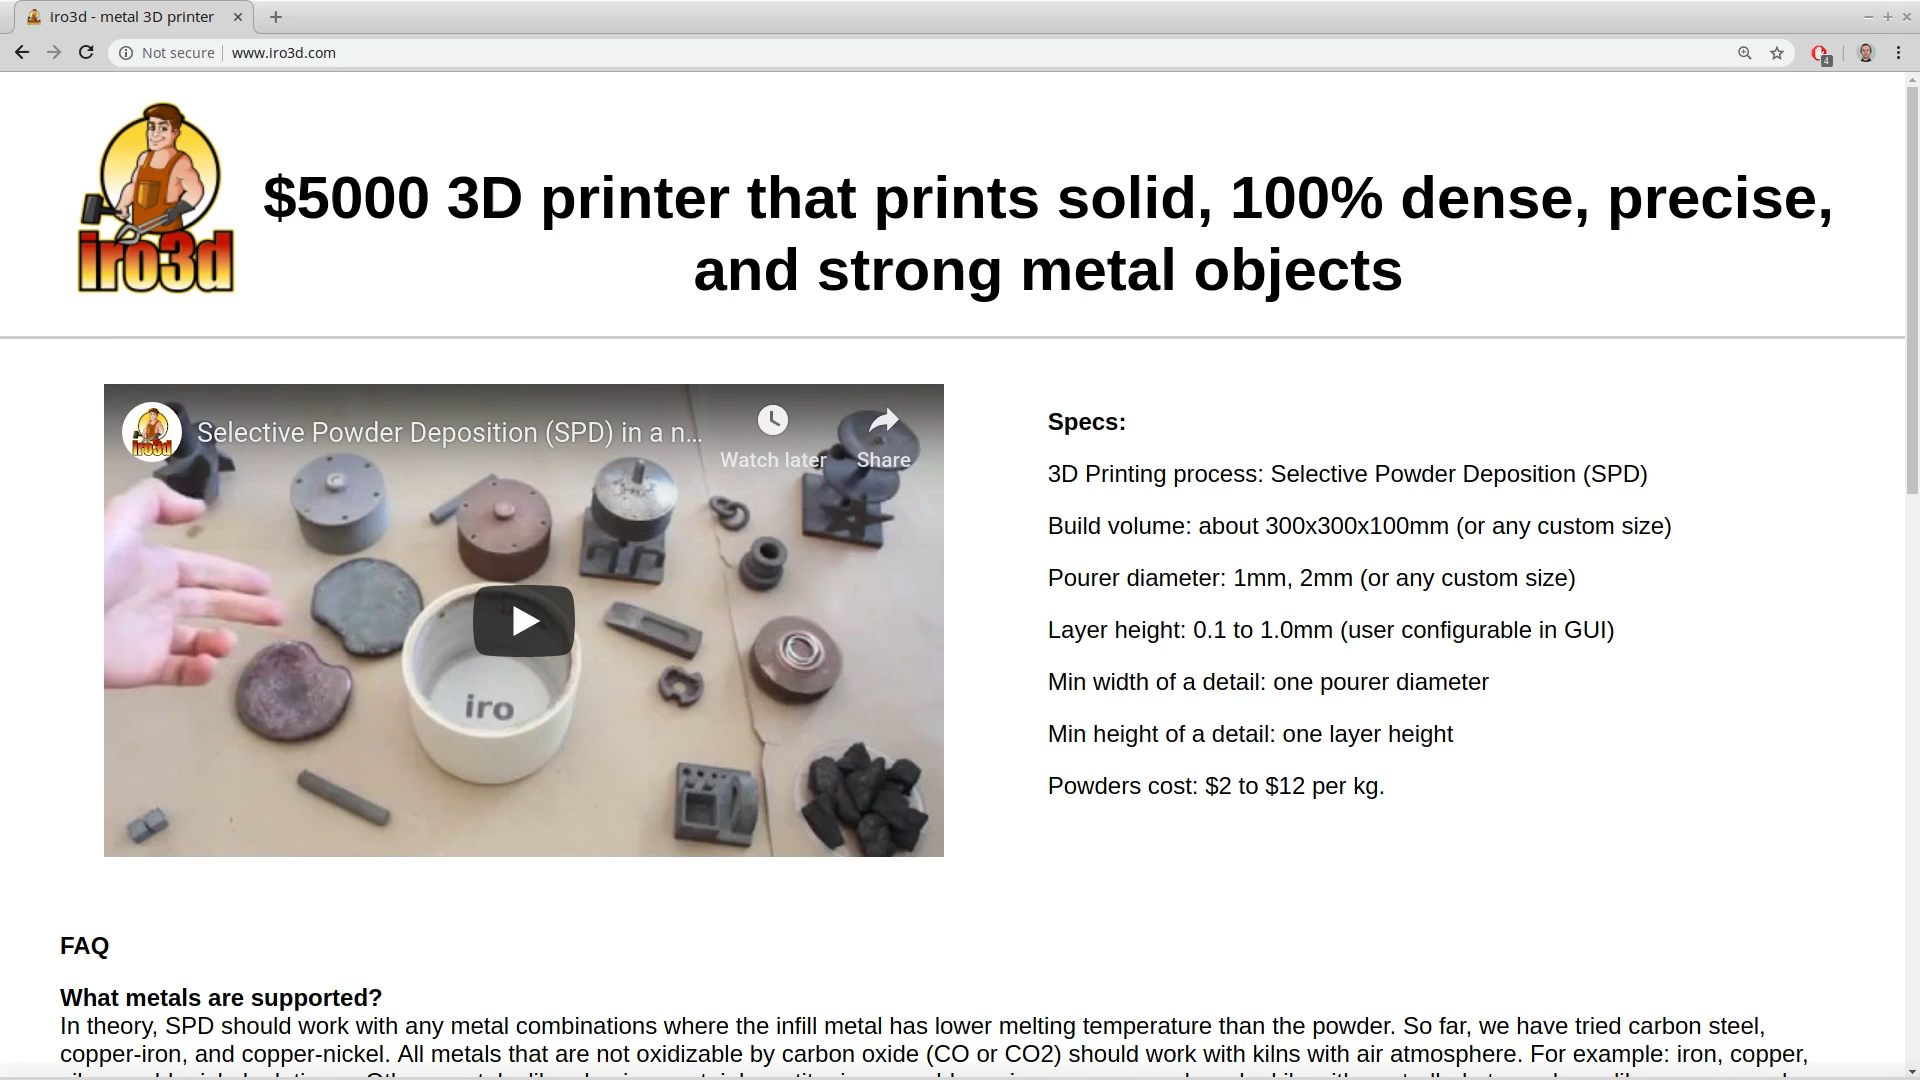 iro3d - metal 3D printer
Not secure
www.iro3d.com
4
iro3d
$5000 3D printer that prints solid, 100% dense, precise,
and strong metal objects
iro3d
Selective Powder Deposition (SPD) in a n...
Watch later
Share
iro
Specs:
3D Printing process: Selective Powder Deposition (SPD)
Build volume: about 300x300x100mm (or any custom size)
Pourer diameter: 1mm, 2mm (or any custom size)
Layer height: 0.1 to 1.0mm (user configurable in GUI)
Min width of a detail: one pourer diameter
Min height of a detail: one layer height
Powders cost: $2 to $12 per kg.
FAQ
What metals are supported?
In theory, SPD should work with any metal combinations where the infill metal has lower melting temperature than the powder. So far, we have tried carbon steel,
copper-iron, and copper-nickel. All metals that are not oxidizable by carbon oxide (CO or CO2) should work with kilns with air atmosphere. For example: iron, copper,